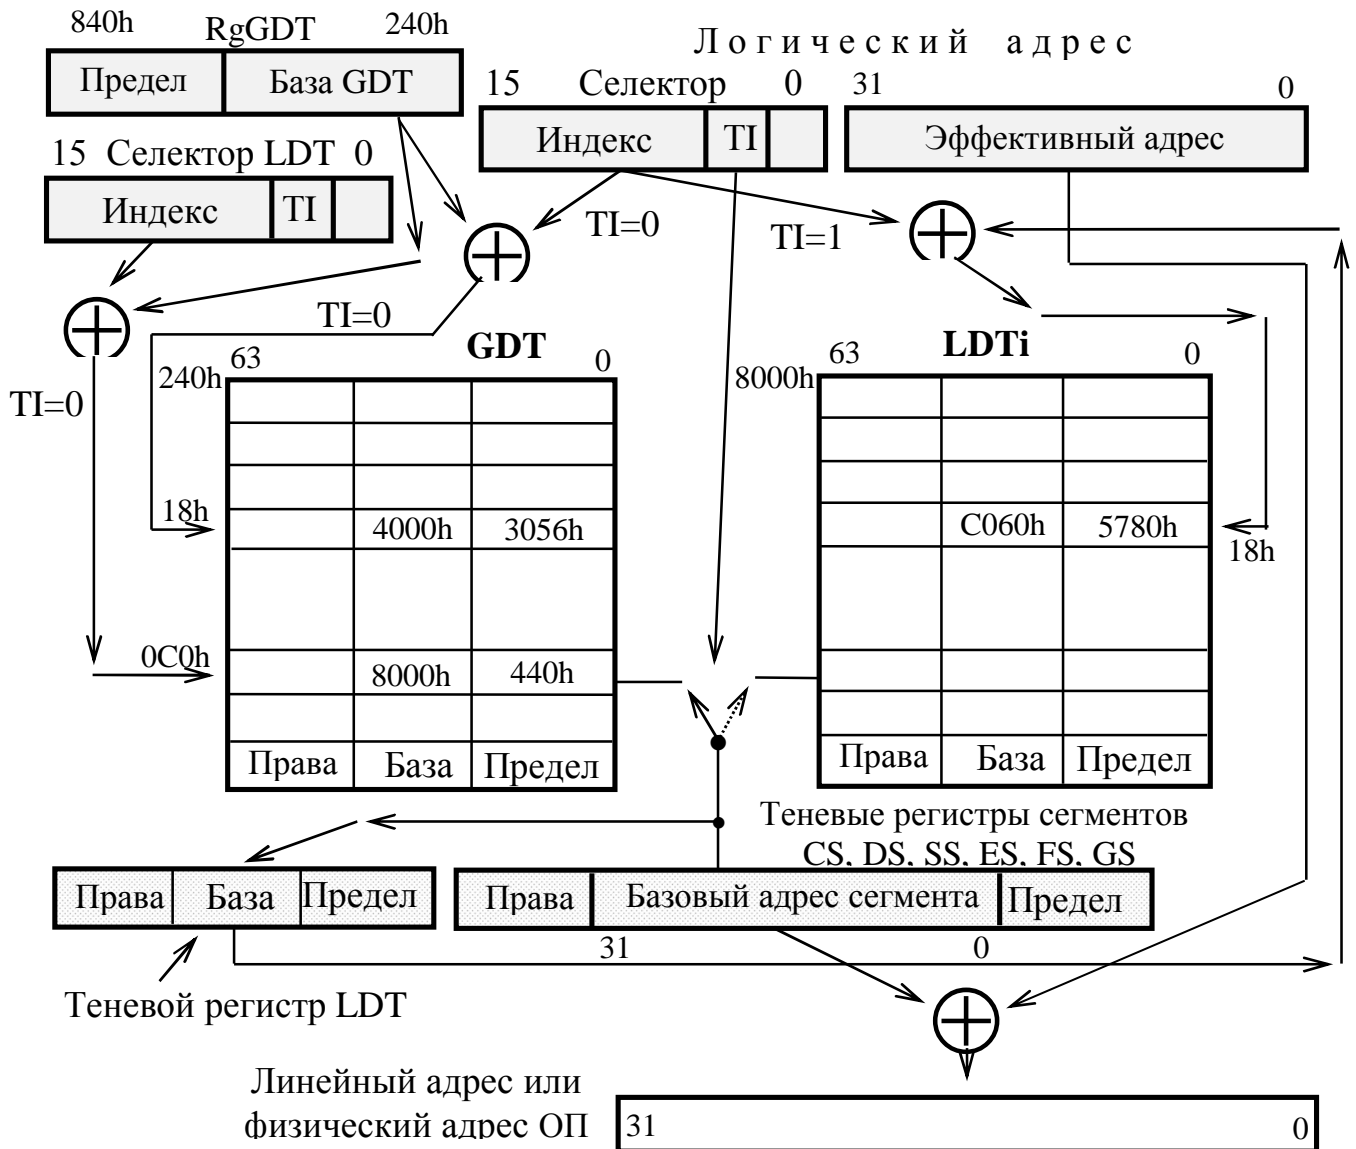 840h RgGDT 240h
Логический адрес
Предел База GDT
15 Селектор 0 31 0
Индекс TI Эффективный адрес
15 Селектор LDT 0
Индекс TI
TI=0 TI=1
TI=0
TI=0
63 GDT 0
63 LDTi 0
240h
8000h
18h 4000h 3056h
C060h 5780h
18h
0C0h 8000h 440h
Права База Предел
Права База Предел
Теневые регистры сегментов
CS, DS, SS, ES, FS, GS
Права База Предел
Права Базовый адрес сегмента Предел
31 0
Теневой регистр LDT
Линейный адрес или
физический адрес ОП
31 0